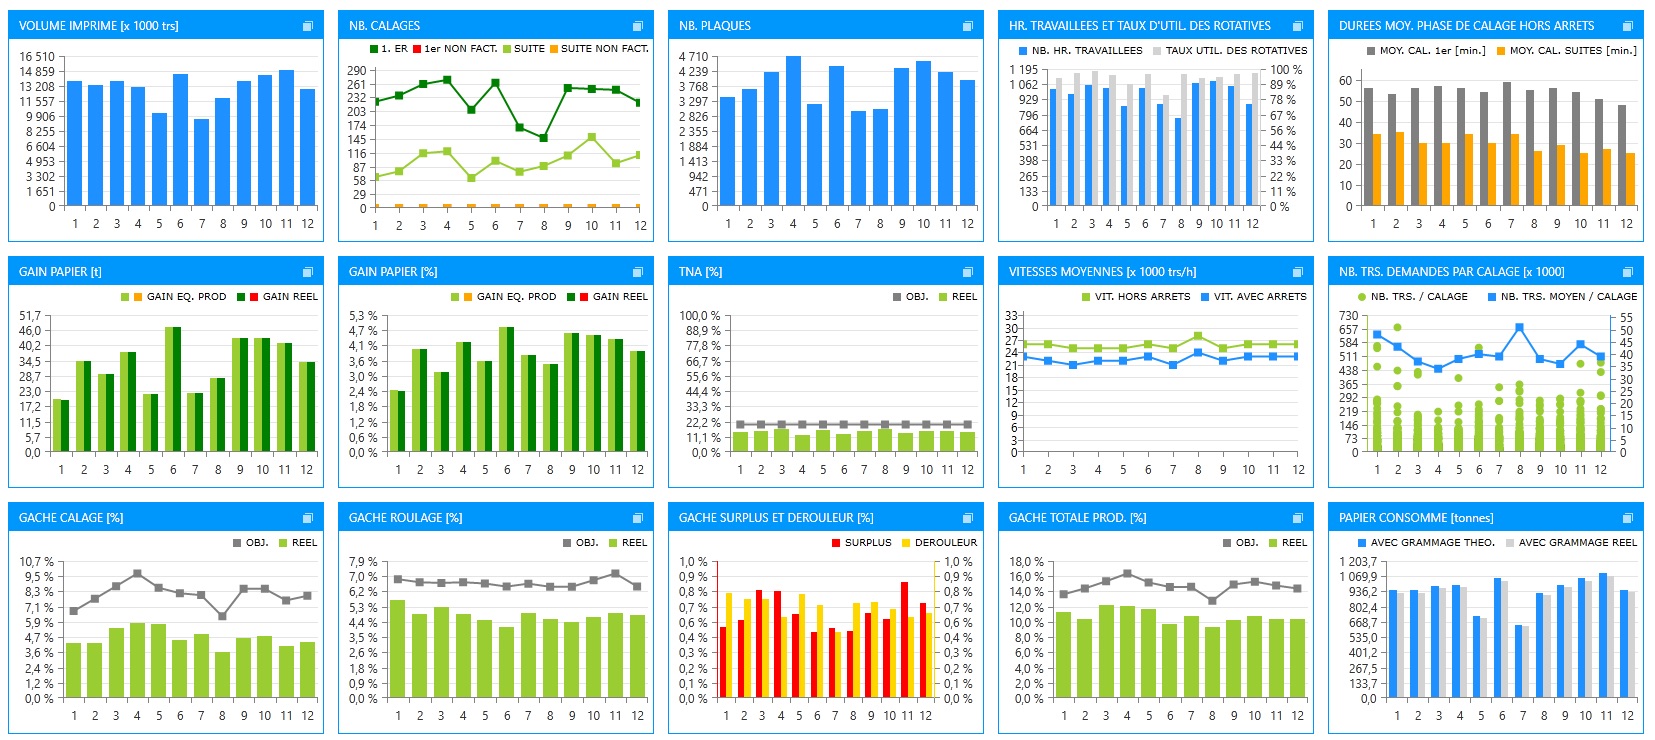 VOLUME IMPRIME [x 1000 trs]
16 510
14 859
13 208
11 557
9 906
8 255
6 604
4 953
3 302
1 651
0
1 2 3 4 5 6 7 8 9 10 11 12
NB. CALAGES
1. ER 1er NON FACT. SUITE SUITE NON FACT.
290
261
232
203
174
145
116
87
58
29
0
1 2 3 4 5 6 7 8 9 10 11 12
NB. PLAQUES
4 710
4 239
3 768
3 297
2 826
2 355
1 884
1 413
942
471
0
1 2 3 4 5 6 7 8 9 10 11 12
HR. TRAVAILLEES ET TAUX D'UTIL. DES ROTATIVES
NB. HR. TRAVAILLEES TAUX UTIL. DES ROTATIVES
1 195 100 %
1 062 89 %
929 78 %
796 67 %
664 56 %
531 44 %
398 33 %
265 22 %
133 11 %
0 0 %
1 2 3 4 5 6 7 8 9 10 11 12
DUREES MOY. PHASE DE CALAGE HORS ARRETS
MOY. CAL. 1er [min.] MOY. CAL. SUITES [min.]
60
50
40
30
20
10
0
1 2 3 4 5 6 7 8 9 10 11 12
GAIN PAPIER [t]
GAIN EQ. PROD GAIN REEL
51,7
46,0
40,2
34,5
28,7
23,0
17,2
11,5
5,7
0,0
1 2 3 4 5 6 7 8 9 10 11 12
GAIN PAPIER [%]
GAIN EQ. PROD GAIN REEL
5,3 %
4,7 %
4,1 %
3,6 %
3,0 %
2,4 %
1,8 %
1,2 %
0,6 %
0,0 %
1 2 3 4 5 6 7 8 9 10 11 12
TNA [%]
OBJ. REEL
100,0 %
88,9 %
77,8 %
66,7 %
55,6 %
44,4 %
33,3 %
22,2 %
11,1 %
0,0 %
1 2 3 4 5 6 7 8 9 10 11 12
VITESSES MOYENNES [x 1000 trs/h]
VIT. HORS ARRETS VIT. AVEC ARRETS
33
30
27
24
21
18
15
12
9
6
3
0
1 2 3 4 5 6 7 8 9 10 11 12
NB. TRS. DEMANDES PAR CALAGE [x 1000]
NB. TRS. / CALAGE NB. TRS. MOYEN / CALAGE
730 55
657 50
584 45
511 40
438 35
365 30
292 25
219 20
146 15
73 10
0 5
0
1 2 3 4 5 6 7 8 9 10 11 12
GACHE CALAGE [%]
OBJ. REEL
10,7 %
9,5 %
8,3 %
7,1 %
5,9 %
4,7 %
3,6 %
2,4 %
1,2 %
0,0 %
1 2 3 4 5 6 7 8 9 10 11 12
GACHE ROULAGE [%]
OBJ. REEL
7,9 %
7,0 %
6,2 %
5,3 %
4,4 %
3,5 %
2,6 %
1,8 %
0,9 %
0,0 %
1 2 3 4 5 6 7 8 9 10 11 12
GACHE SURPLUS ET DEROULEUR [%]
SURPLUS DEROULEUR
1,0 % 1,0 %
0,9 % 0,9 %
0,8 % 0,8 %
0,7 % 0,7 %
0,6 % 0,6 %
0,4 % 0,4 %
0,3 % 0,3 %
0,2 % 0,2 %
0,1 % 0,1 %
0,0 % 0,0 %
1 2 3 4 5 6 7 8 9 10 11 12
GACHE TOTALE PROD. [%]
OBJ. REEL
18,0 %
16,0 %
14,0 %
12,0 %
10,0 %
8,0 %
6,0 %
4,0 %
2,0 %
0,0 %
1 2 3 4 5 6 7 8 9 10 11 12
PAPIER CONSOMME [tonnes]
AVEC GRAMMAGE THEO. AVEC GRAMMAGE REEL
1 203,7
1 069,9
936,2
802,4
668,7
535,0
401,2
267,5
133,7
0,0
1 2 3 4 5 6 7 8 9 10 11 12